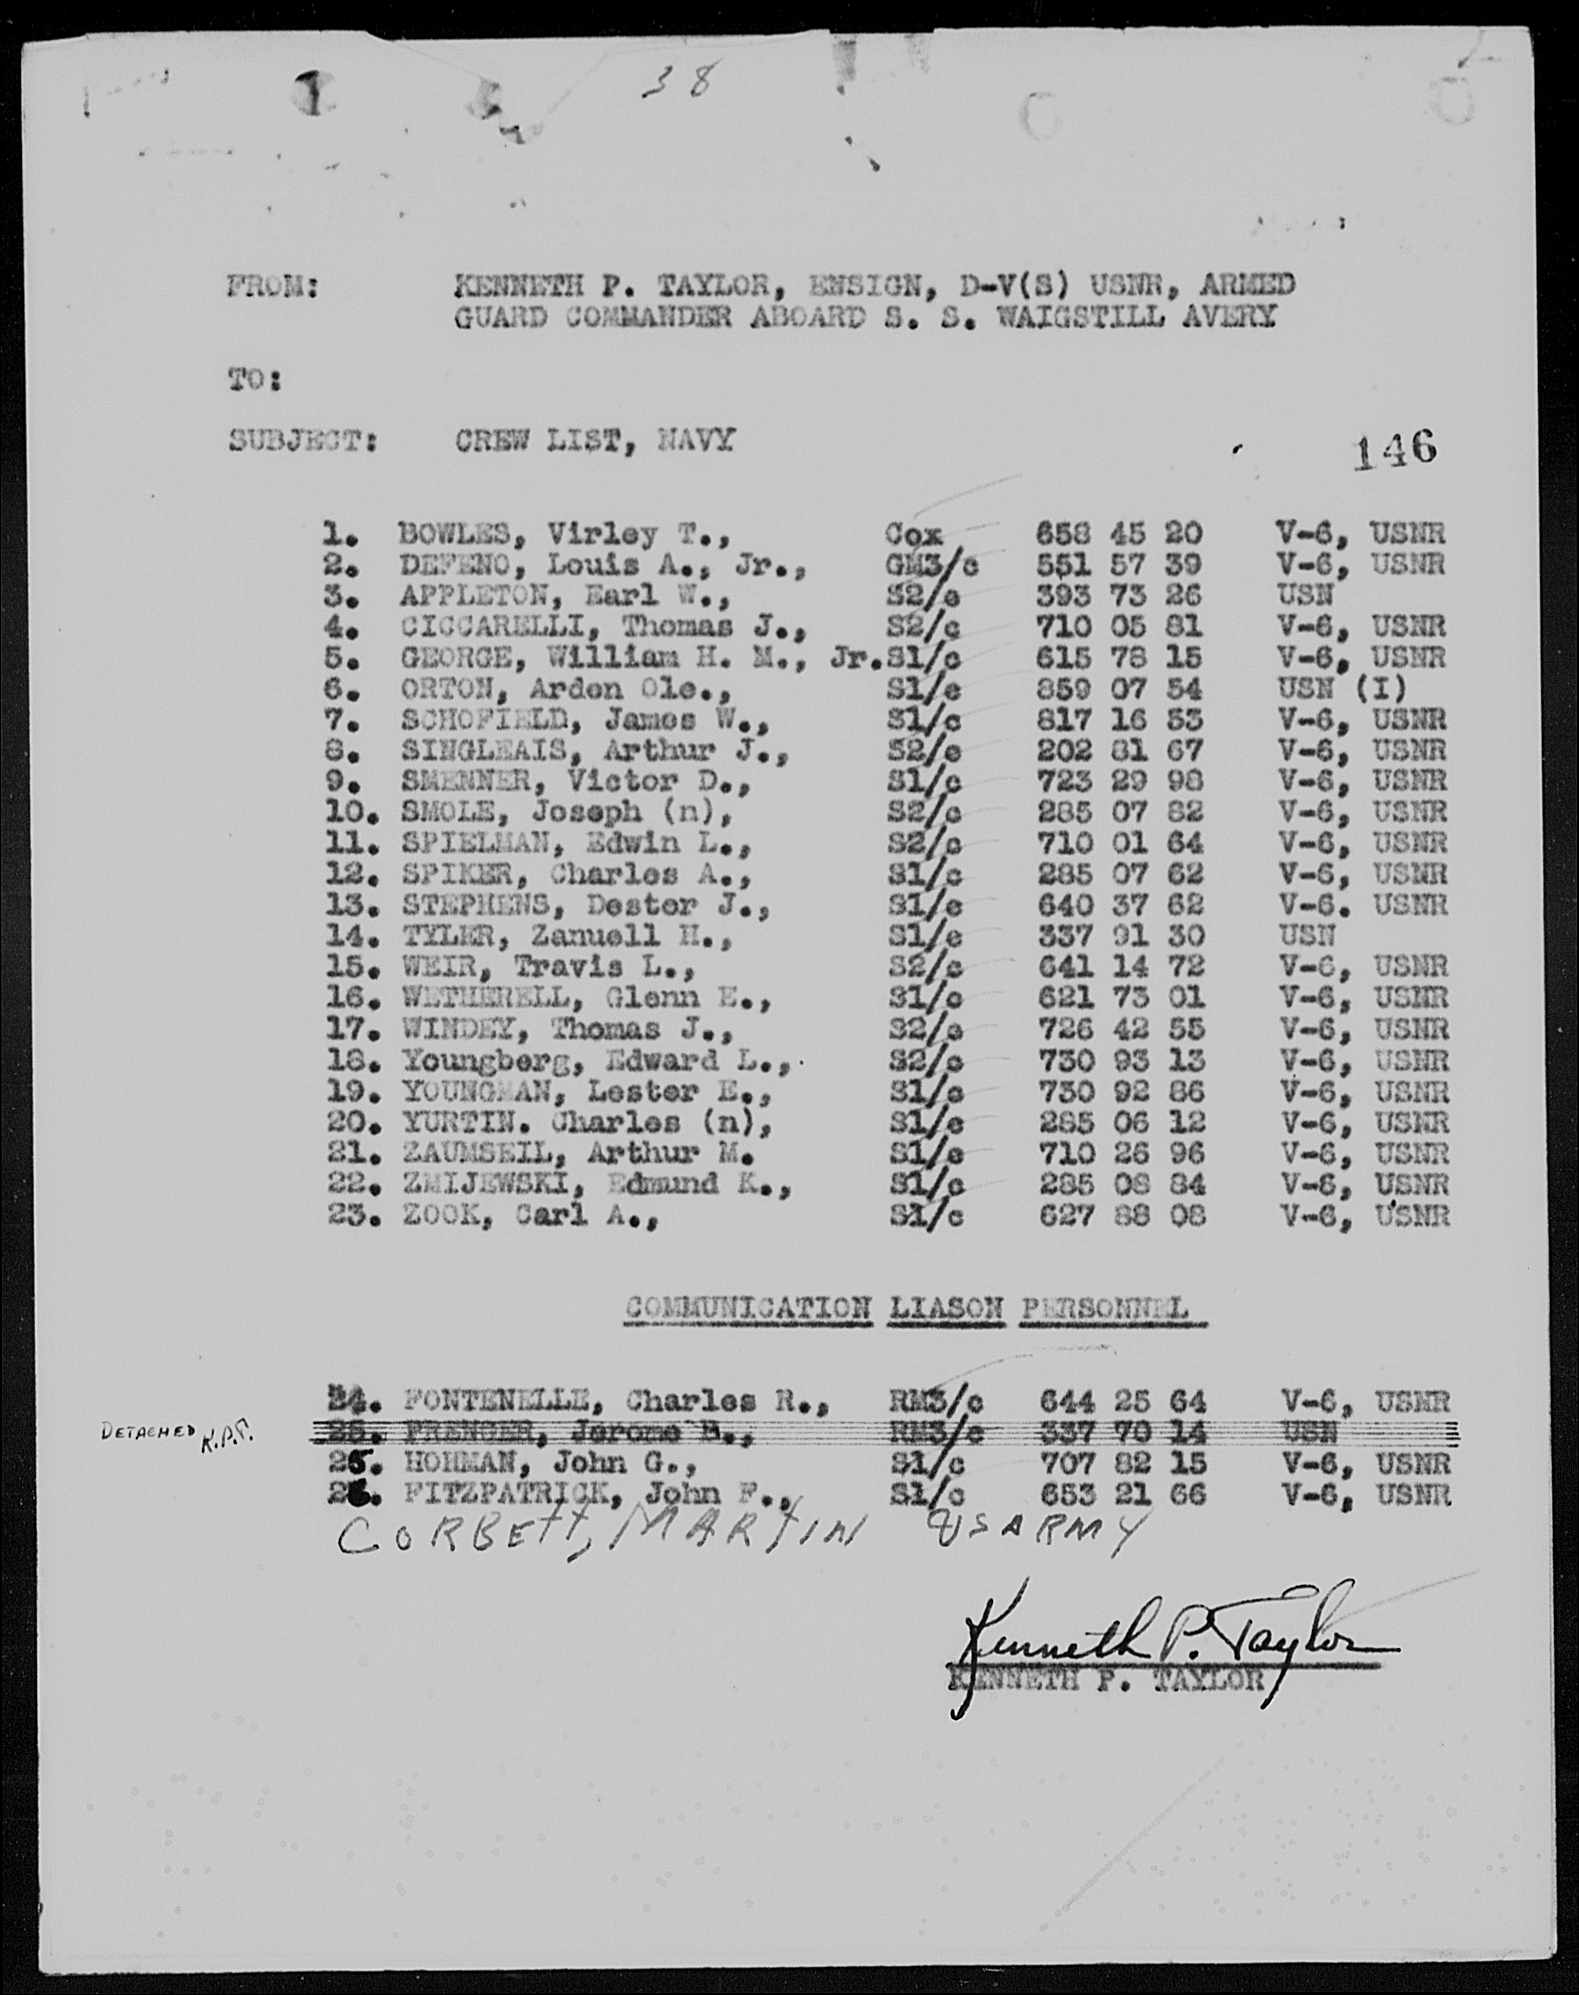 38
FROM: KENNETH P. TAYLOR, ENSIGN, D-V(S) USNR, ARMED
GUARD COMMANDER ABOARD S. S. WAIGSTILL AVERY
TO:
SUBJECT: CREW LIST, NAVY
146
1. BOWLES, Virley T., Cox 658 45 20 V-6, USNR
2. DEFENO, Louis A., Jr., GM3/c 551 57 39 V-6, USNR
3. APPLETON, Earl W., S2/c 393 73 26 USN
4. CICCARELLI, Thomas J., S2/c 710 05 81 V-6, USNR
5. GEORGE, William H. M., Jr. S1/c 615 78 15 V-6, USNR
6. ORTON, Arden Ole., S1/c 859 07 54 USN (I)
7. SCHOFIELD, James W., S1/c 817 16 53 V-6, USNR
8. SINGLEAIS, Arthur J., S2/c 202 81 67 V-6, USNR
9. SMENNER, Victor D., S1/c 723 29 98 V-6, USNR
10. SMOLE, Joseph (n), S2/c 285 07 82 V-6, USNR
11. SPIELMAN, Edwin L., S2/c 710 01 64 V-6, USNR
12. SPIKER, Charles A., S1/c 285 07 62 V-6, USNR
13. STEPHENS, Dester J., S1/c 640 37 62 V-6. USNR
14. TYLER, Zanuell H., S1/c 337 91 30 USN
15. WEIR, Travis L., S2/c 641 14 72 V-6, USNR
16. WETHERELL, Glenn E., S1/c 621 73 01 V-6, USNR
17. WINDEY, Thomas J., S2/c 726 42 55 V-6, USNR
18. Youngberg, Edward L., S2/c 730 93 13 V-6, USNR
19. YOUNGMAN, Lester E., S1/c 730 92 86 V-6, USNR
20. YURTIN. Charles (n), S1/c 285 06 12 V-6, USNR
21. ZAUMSEIL, Arthur M. S1/c 710 26 96 V-6, USNR
22. ZMIJEWSKI, Edmund K., S1/c 285 08 84 V-6, USNR
23. ZOOK, Carl A., S1/c 627 88 08 V-6, USNR
COMMUNICATION LIASON PERSONNEL
24. FONTENELLE, Charles R., RM3/c 644 25 64 V-6, USNR
DETACHED K.P.T. 25. PRENGER, Jerome B., RM3/c 337 70 14 USN
25. HOHMAN, John G., S1/c 707 82 15 V-6, USNR
26. FITZPATRICK, John F., S1/c 653 21 66 V-6, USNR
CORBETT, MARTIN US ARMY
Kenneth P. Taylor
KENNETH P. TAYLOR